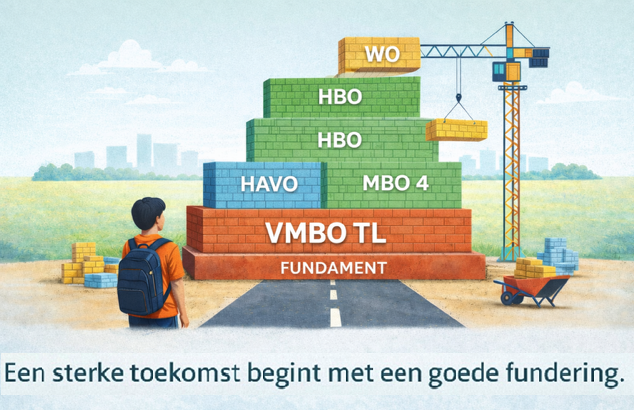 WO
HBO
HBO
HAVO
MBO 4
VMBO TL
FUNDAMENT
Een sterke toekomst begint met een goede fundering.